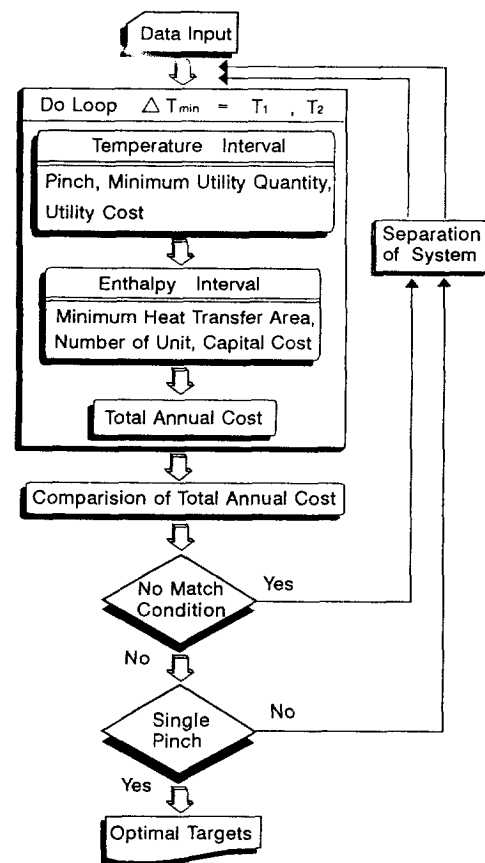 Data Input
Do Loop △ Tmin = T1 , T2
Temperature Interval
Pinch, Minimum Utility Quantity,
Utility Cost
Separation
of System
Enthalpy Interval
Minimum Heat Transfer Area,
Number of Unit, Capital Cost
Total Annual Cost
Comparision of Total Annual Cost
No Match
Condition
Yes
No
Single
Pinch
No
Yes
Optimal Targets